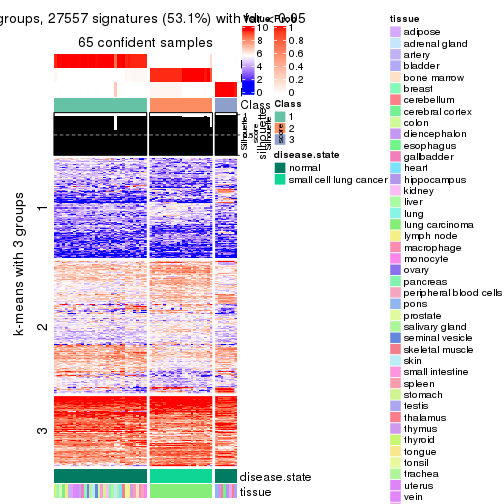 groups, 27557 signatures (53.1%) with fdr < 0.05
65 confident samples
Value
10
8
6
4
2
0
Prob
1
0.8
0.6
0.4
0.2
0
Class
silhouette
Class
1
2
3
disease.state
normal
small cell lung cancer
k-means with 3 groups
1
2
3
disease.state
tissue
tissue
adipose
adrenal gland
artery
bladder
bone marrow
breast
cerebellum
cerebral cortex
colon
diencephalon
esophagus
gallbladder
heart
hippocampus
kidney
liver
lung
lung carcinoma
lymph node
macrophage
monocyte
ovary
pancreas
peripheral blood cells
pons
prostate
salivary gland
seminal vesicle
skeletal muscle
skin
small intestine
spleen
stomach
testis
thalamus
thymus
thyroid
tongue
tonsil
trachea
uterus
vein